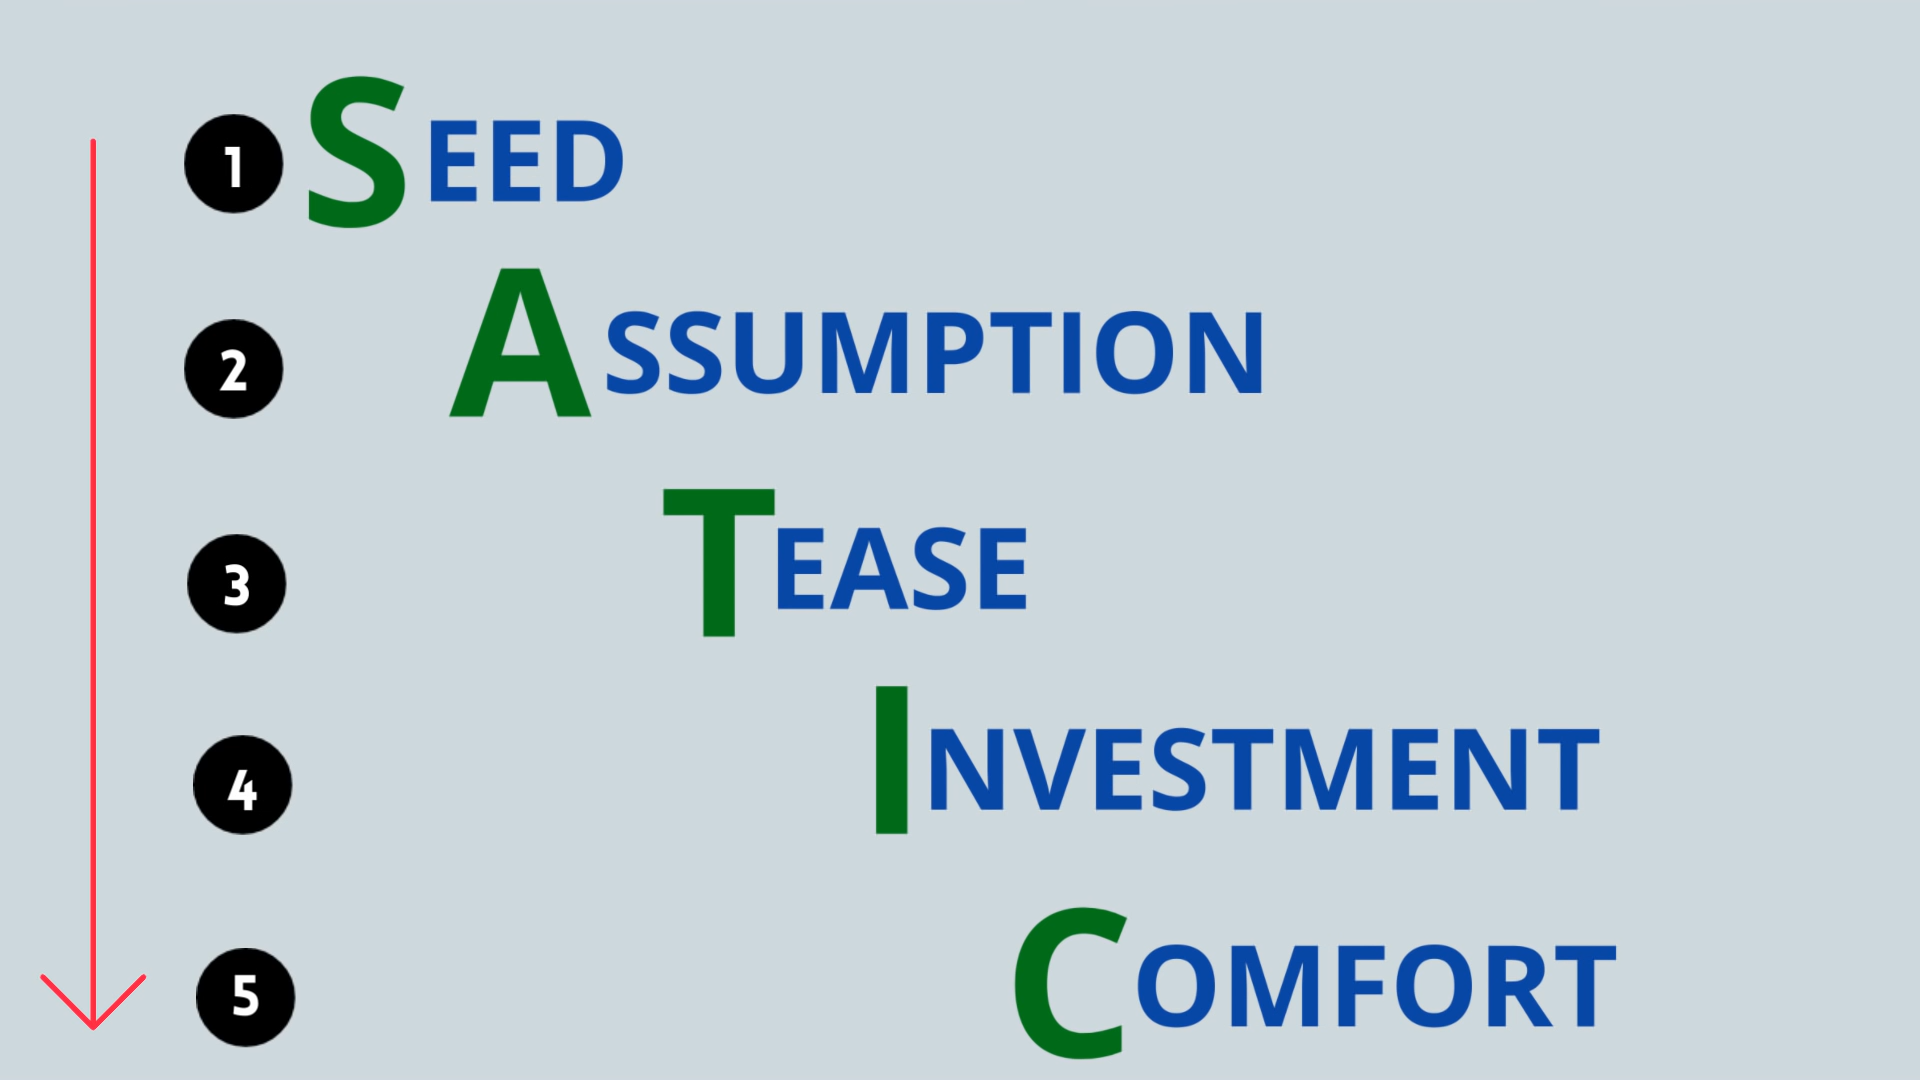 1 SEED
2 ASSUMPTION
3 TEASE
4 INVESTMENT
5 COMFORT